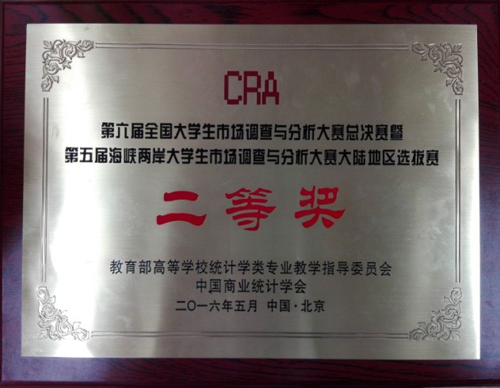 CRA
第六届全国大学生市场调查与分析大赛总决赛暨
第五届海峡两岸大学生市场调查与分析大赛大陆地区选拔赛
二等奖
教育部高等学校统计学类专业教学指导委员会
中国商业统计学会
二〇一六年五月 中国·北京